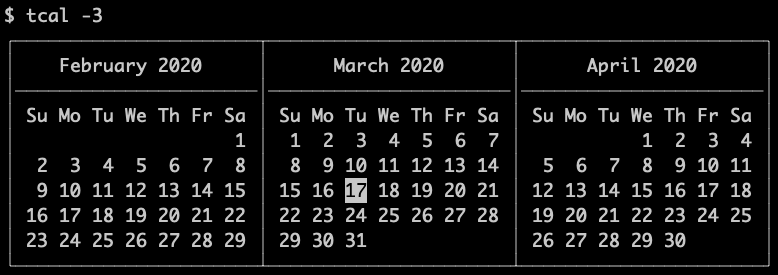 $ tcal -3
February 2020 March 2020 April 2020
Su Mo Tu We Th Fr Sa Su Mo Tu We Th Fr Sa Su Mo Tu We Th Fr Sa
1 1 2 3 4 5 6 7 1 2 3 4
2 3 4 5 6 7 8 8 9 10 11 12 13 14 5 6 7 8 9 10 11
9 10 11 12 13 14 15 15 16 17 18 19 20 21 12 13 14 15 16 17 18
16 17 18 19 20 21 22 22 23 24 25 26 27 28 19 20 21 22 23 24 25
23 24 25 26 27 28 29 29 30 31 26 27 28 29 30